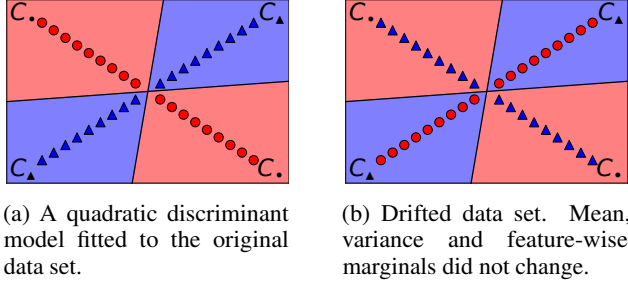 C● C▲
C▲ C●
(a) A quadratic discriminant
model fitted to the original
data set.
C● C▲
C▲ C●
(b) Drifted data set. Mean,
variance and feature-wise
marginals did not change.